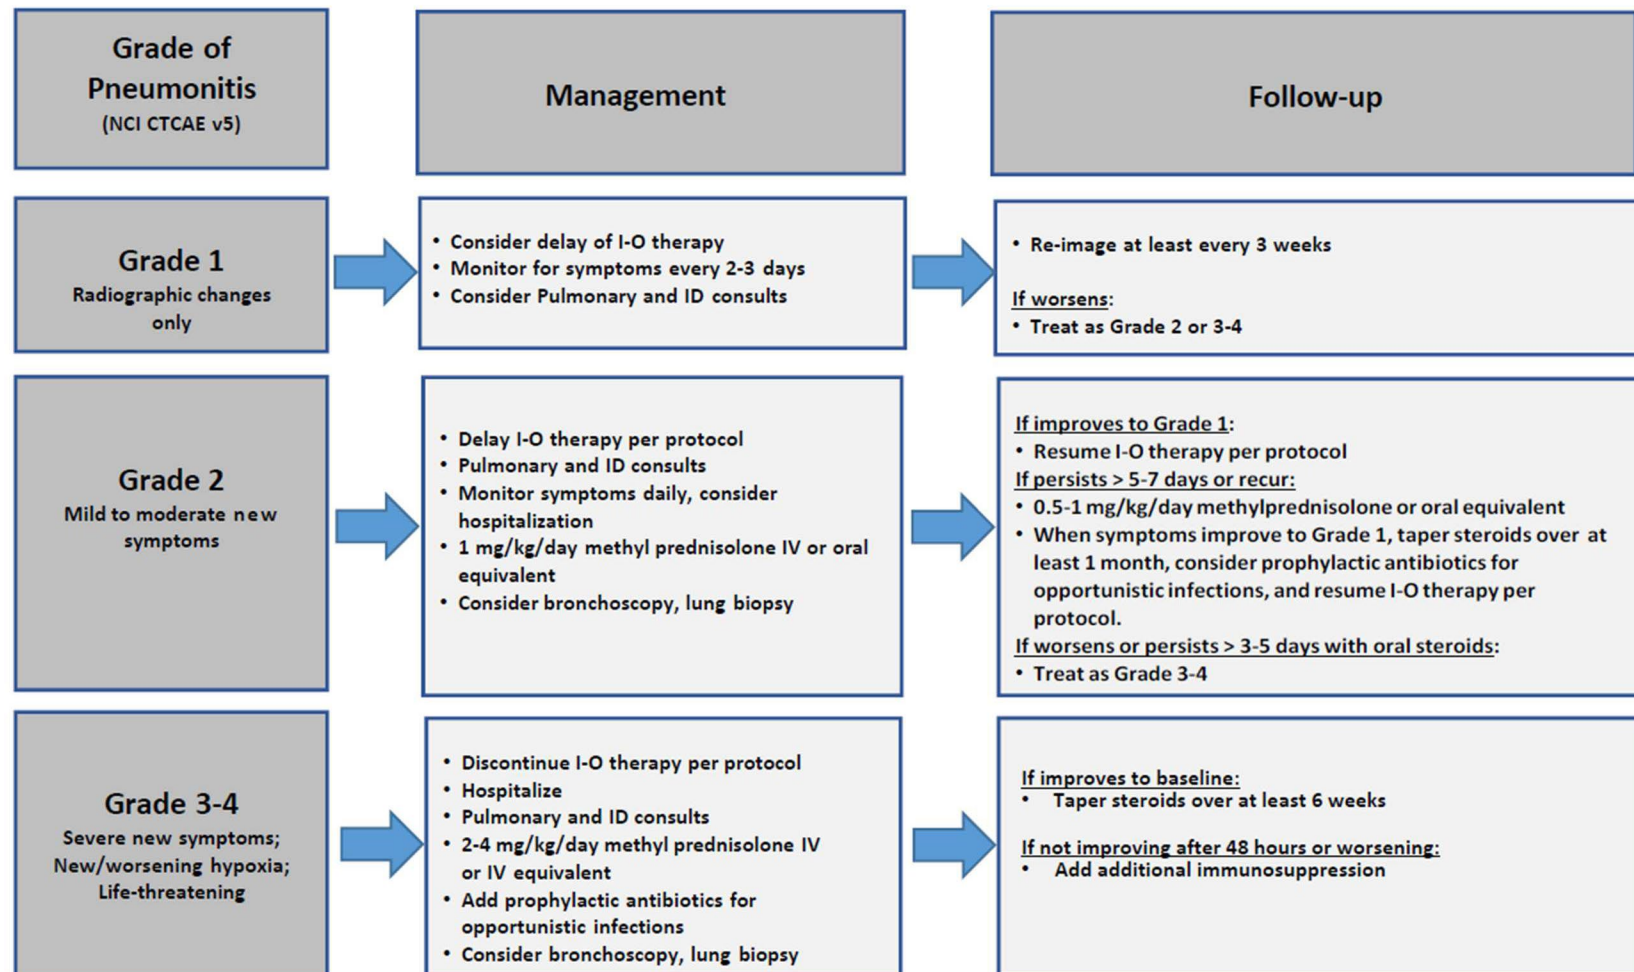 Grade of
Pneumonitis
(NCI CTCAE v5)
Management
Follow-up
Grade 1
Radiographic changes
only
• Consider delay of I-O therapy
• Monitor for symptoms every 2-3 days
• Consider Pulmonary and ID consults
• Re-image at least every 3 weeks
If worsens:
• Treat as Grade 2 or 3-4
Grade 2
Mild to moderate new
symptoms
• Delay I-O therapy per protocol
• Pulmonary and ID consults
• Monitor symptoms daily, consider
hospitalization
• 1 mg/kg/day methyl prednisolone IV or oral
equivalent
• Consider bronchoscopy, lung biopsy
If improves to Grade 1:
• Resume I-O therapy per protocol
If persists > 5-7 days or recur:
• 0.5-1 mg/kg/day methylprednisolone or oral equivalent
• When symptoms improve to Grade 1, taper steroids over at
least 1 month, consider prophylactic antibiotics for
opportunistic infections, and resume I-O therapy per
protocol.
If worsens or persists > 3-5 days with oral steroids:
• Treat as Grade 3-4
Grade 3-4
Severe new symptoms;
New/worsening hypoxia;
Life-threatening
• Discontinue I-O therapy per protocol
• Hospitalize
• Pulmonary and ID consults
• 2-4 mg/kg/day methyl prednisolone IV
or IV equivalent
• Add prophylactic antibiotics for
opportunistic infections
• Consider bronchoscopy, lung biopsy
If improves to baseline:
• Taper steroids over at least 6 weeks
If not improving after 48 hours or worsening:
• Add additional immunosuppression